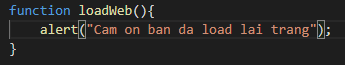 function loadWeb(){
    alert("Cam on ban da load lai trang");
}